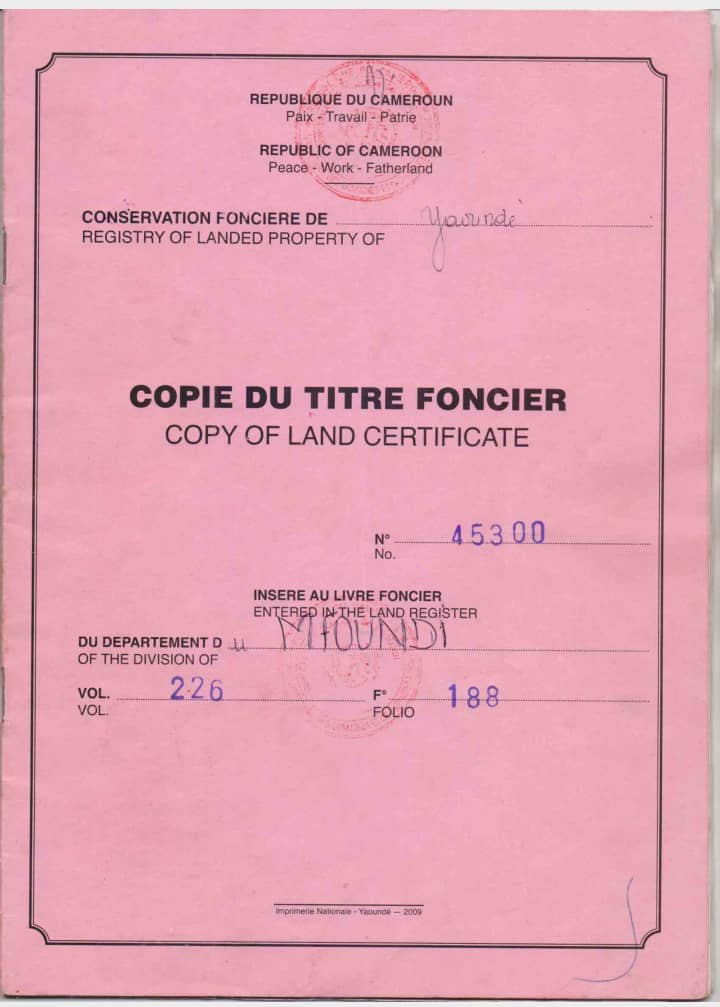 REPUBLIQUE DU CAMEROUN
Paix - Travail - Patrie
REPUBLIC OF CAMEROON
Peace - Work - Fatherland
CONSERVATION FONCIERE DE Yaoundé
REGISTRY OF LANDED PROPERTY OF
COPIE DU TITRE FONCIER
COPY OF LAND CERTIFICATE
N° 45300
No.
INSERE AU LIVRE FONCIER
ENTERED IN THE LAND REGISTER
DU DEPARTEMENT Du MFOUNDI
OF THE DIVISION OF
VOL. 226 F° 188
VOL. FOLIO
Imprimerie Nationale - Yaoundé — 2009